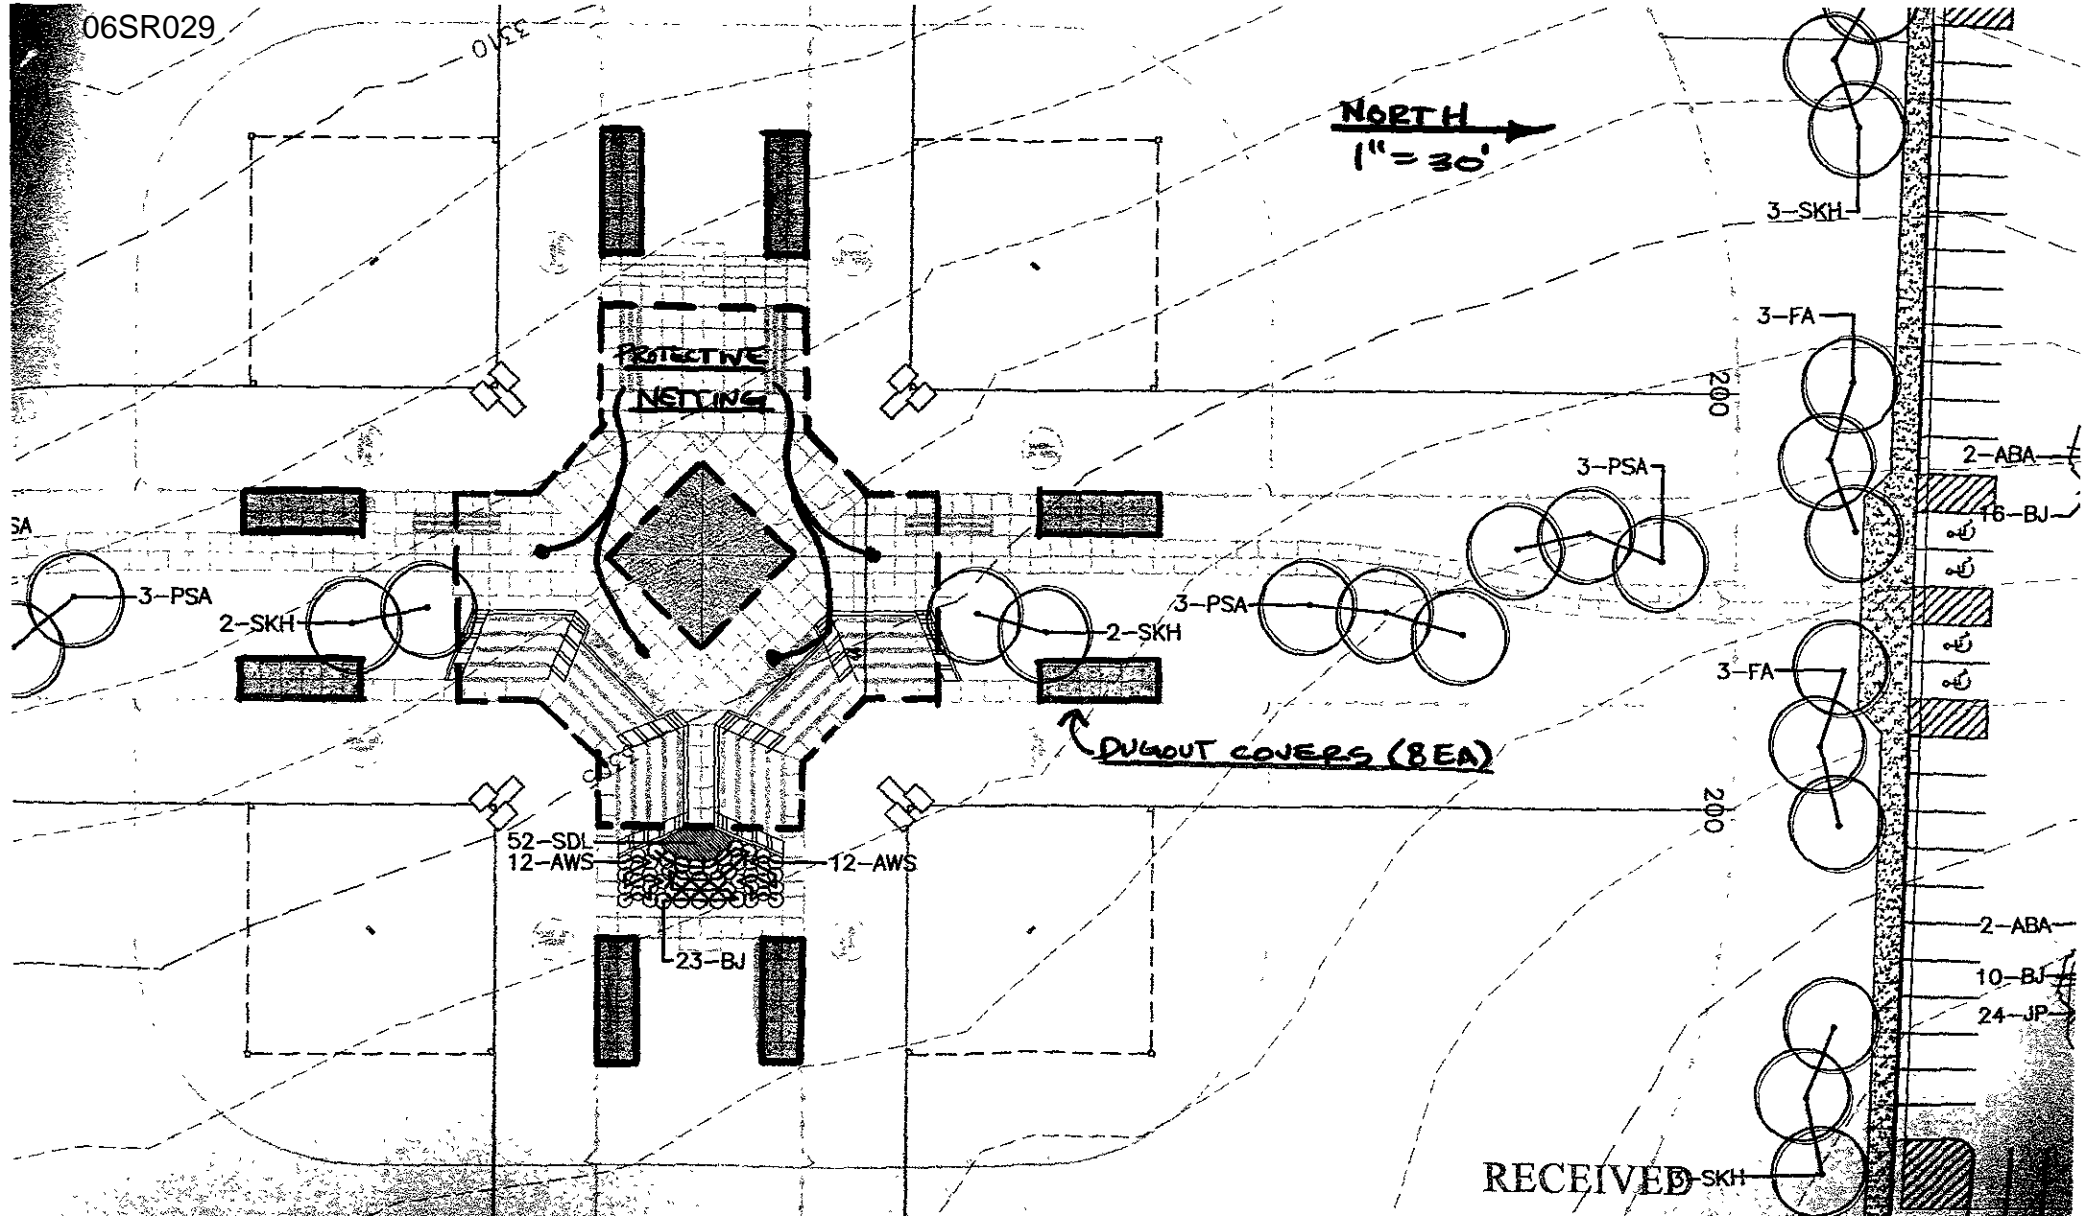 06SR029
3310
NORTH
1" = 30'
3-SKH
3-FA
PROTECTIVE
NETTING
200
2-ABA
3-PSA
16-BJ
SA
3-PSA
2-SKH
3-PSA
2-SKH
3-FA
DUGOUT COVERS (8 EA)
200
52-SDL
12-AWS
12-AWS
23-BJ
2-ABA
10-BJ
24-JP
RECEIVED
3-SKH